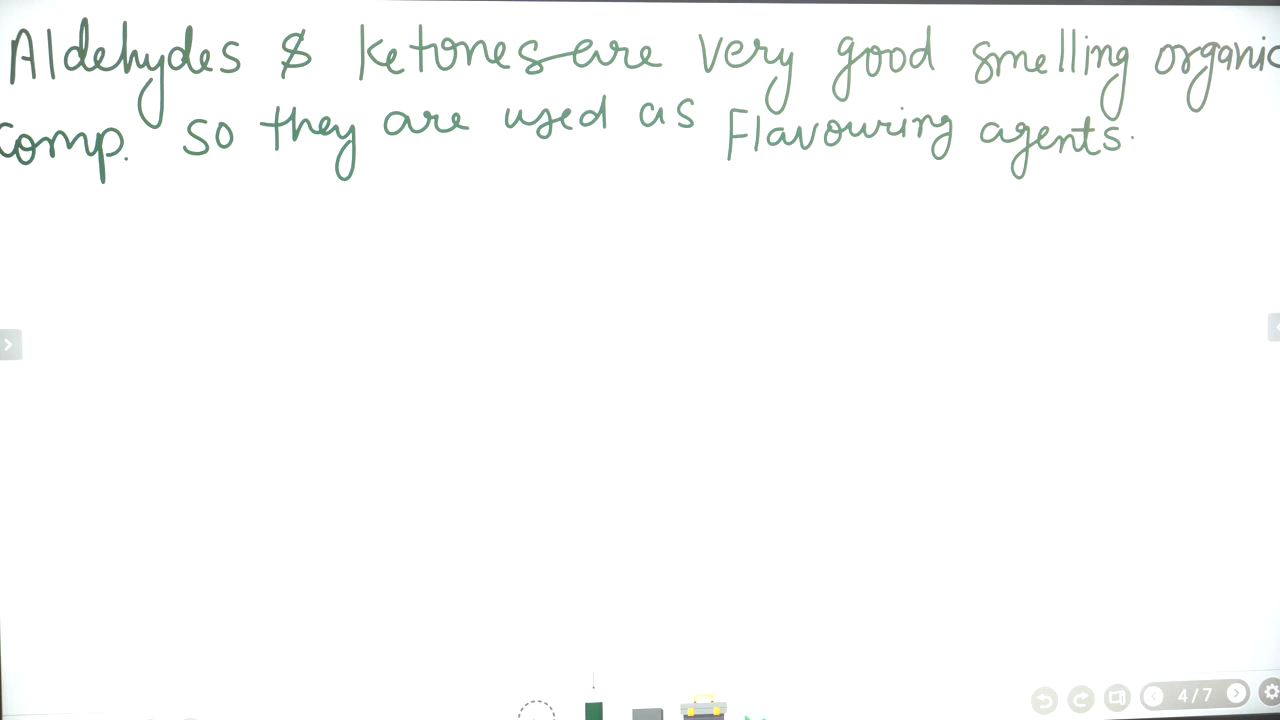 Aldehydes & ketones are very good smelling organic
comp. so they are used as Flavouring agents.
4/7